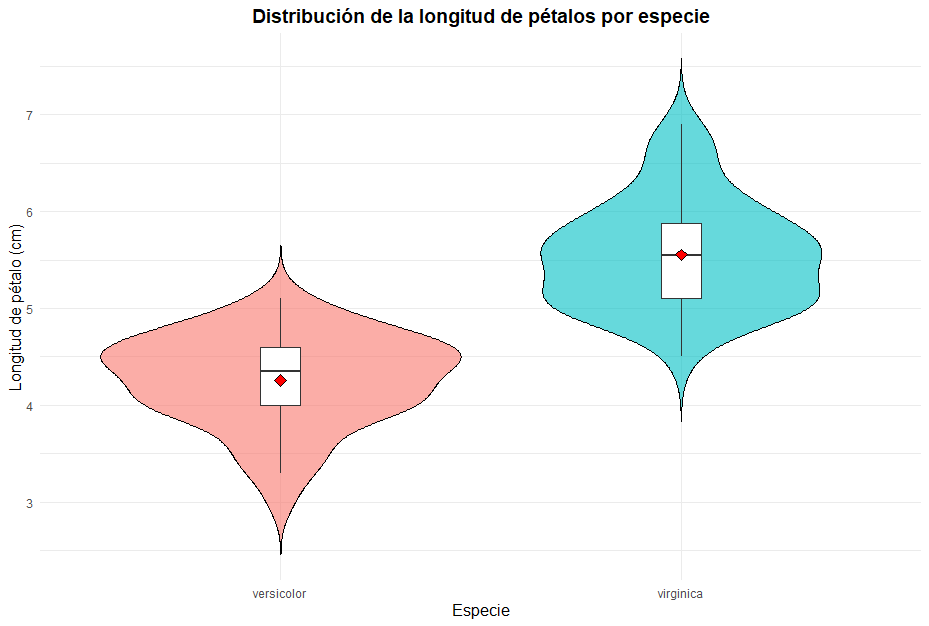 Distribución de la longitud de pétalos por especie
Longitud de pétalo (cm)
7
6
5
4
3
versicolor
virginica
Especie